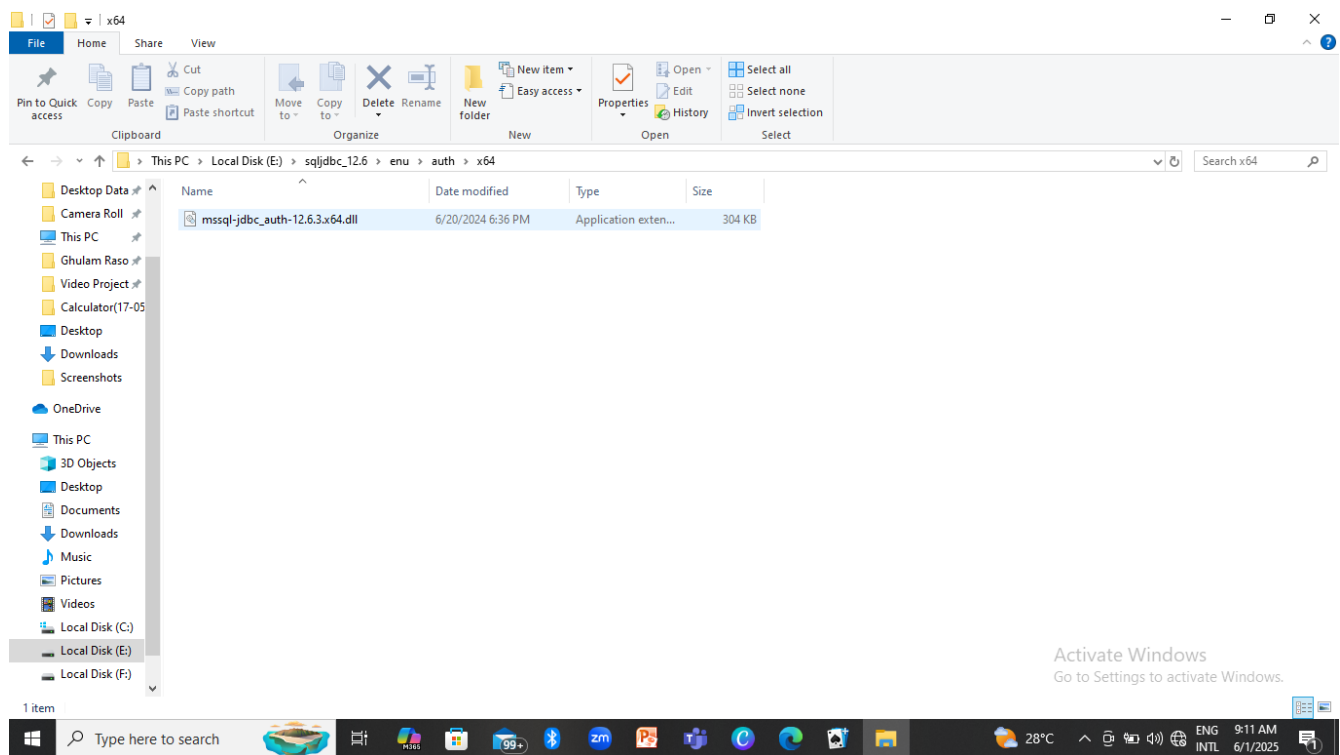 x64
File Home Share View
Pin to Quick access
Copy
Paste
Cut
Copy path
Paste shortcut
Clipboard
Move to
Copy to
Delete
Rename
Organize
New folder
New item
Easy access
New
Properties
Open
Edit
History
Open
Select all
Select none
Invert selection
Select
This PC > Local Disk (E:) > sqljdbc_12.6 > enu > auth > x64
Search x64
Desktop Data
Camera Roll
This PC
Ghulam Raso
Video Project
Calculator(17-05
Desktop
Downloads
Screenshots
OneDrive
This PC
3D Objects
Desktop
Documents
Downloads
Music
Pictures
Videos
Local Disk (C:)
Local Disk (E:)
Local Disk (F:)
Name Date modified Type Size
mssql-jdbc_auth-12.6.3.x64.dll 6/20/2024 6:36 PM Application exten... 304 KB
Activate Windows
Go to Settings to activate Windows.
1 item
Type here to search
M365
99+
zm
28°C
ENG
INTL
9:11 AM
6/1/2025
1